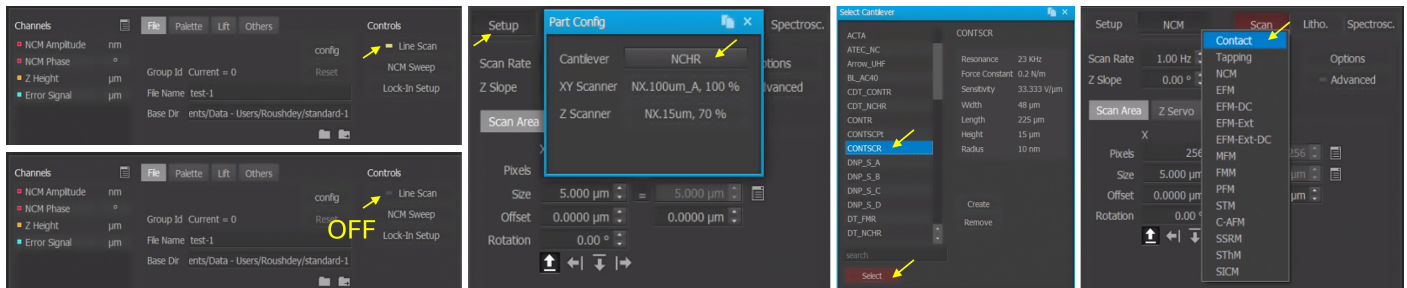 Channels
NCM Amplitude nm
NCM Phase °
Z Height µm
Error Signal µm
File Palette Lift Others
config
Group Id Current = 0 Reset
File Name test-1
Base Dir ents/Data - Users/Roushdey/standard-1
Controls
Line Scan
NCM Sweep
Lock-In Setup
Channels
NCM Amplitude nm
NCM Phase °
Z Height µm
Error Signal µm
File Palette Lift Others
config
Group Id Current = 0 Reset
File Name test-1
Base Dir ents/Data - Users/Roushdey/standard-1
Controls
Line Scan
OFF
NCM Sweep
Lock-In Setup
Setup Spectrosc.
Scan Rate ptions
Z Slope dvanced
Scan Area
Part Config
Cantilever NCHR
XY Scanner NX.100um_A, 100 %
Z Scanner NX.15um, 70 %
Pixels
Size 5.000 µm = 5.000 µm
Offset 0.0000 µm 0.0000 µm
Rotation 0.00 °
Select Cantilever
ACTA
ATEC_NC
Arrow_UHF
BL_AC40
CDT_CONTR
CDT_NCHR
CONTR
CONTSCPt
CONTSCR
DNP_S_A
DNP_S_B
DNP_S_C
DNP_S_D
DT_FMR
DT_NCHR
search
Select
CONTSCR
Resonance 23 KHz
Force Constant 0.2 N/m
Sensitivity 33.333 V/µm
Width 48 µm
Length 225 µm
Height 15 µm
Radius 10 nm
Create
Remove
Setup NCM Scan Litho. Spectrosc.
Scan Rate 1.00 Hz Options
Z Slope 0.00 ° Advanced
Scan Area Z Servo
X
Pixels 256 256
Size 5.000 µm µm
Offset 0.0000 µm µm
Rotation 0.00 °
Contact
Tapping
NCM
EFM
EFM-DC
EFM-Ext
EFM-Ext-DC
MFM
FMM
PFM
STM
C-AFM
SSRM
SThM
SICM